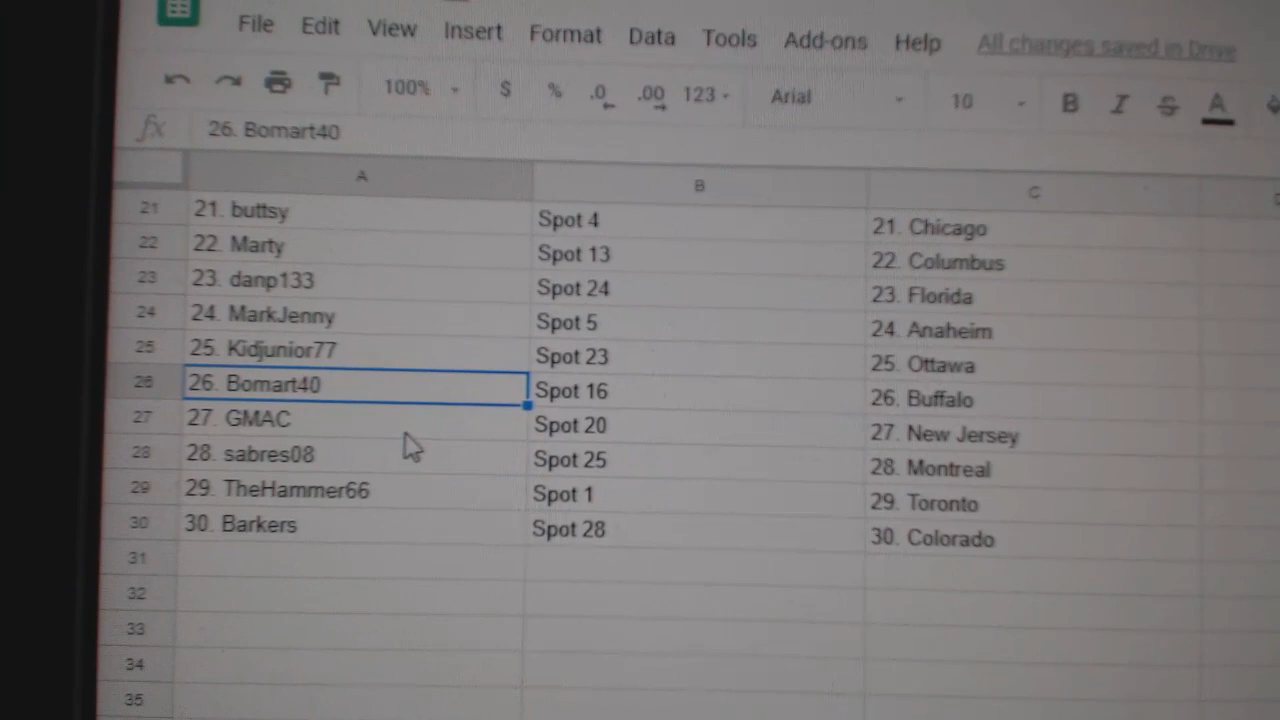 File Edit View Insert Format Data Tools Add-ons Help All changes saved in Drive
100% $ % .0 .00 123 Arial 10 B I S A
fx 26. Bomart40
A B C
21 21. buttsy Spot 4 21. Chicago
22 22. Marty Spot 13 22. Columbus
23 23. danp133 Spot 24 23. Florida
24 24. MarkJenny Spot 5 24. Anaheim
25 25. Kidjunior77 Spot 23 25. Ottawa
26 26. Bomart40 Spot 16 26. Buffalo
27 27. GMAC Spot 20 27. New Jersey
28 28. sabres08 Spot 25 28. Montreal
29 29. TheHammer66 Spot 1 29. Toronto
30 30. Barkers Spot 28 30. Colorado
31
32
33
34
35